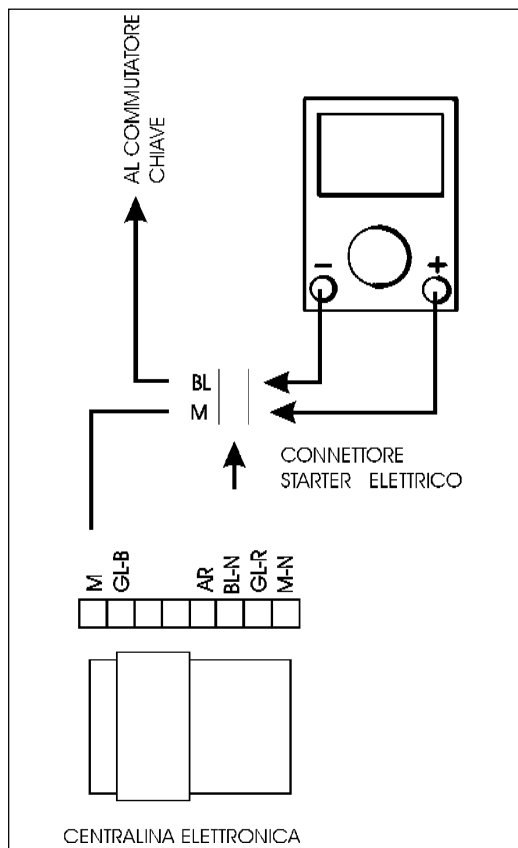 AL COMMUTATORE
CHIAVE
- +
BL
M
CONNETTORE
STARTER ELETTRICO
M
GL-B
AR
BL-N
GL-R
M-N
CENTRALINA ELETTRONICA